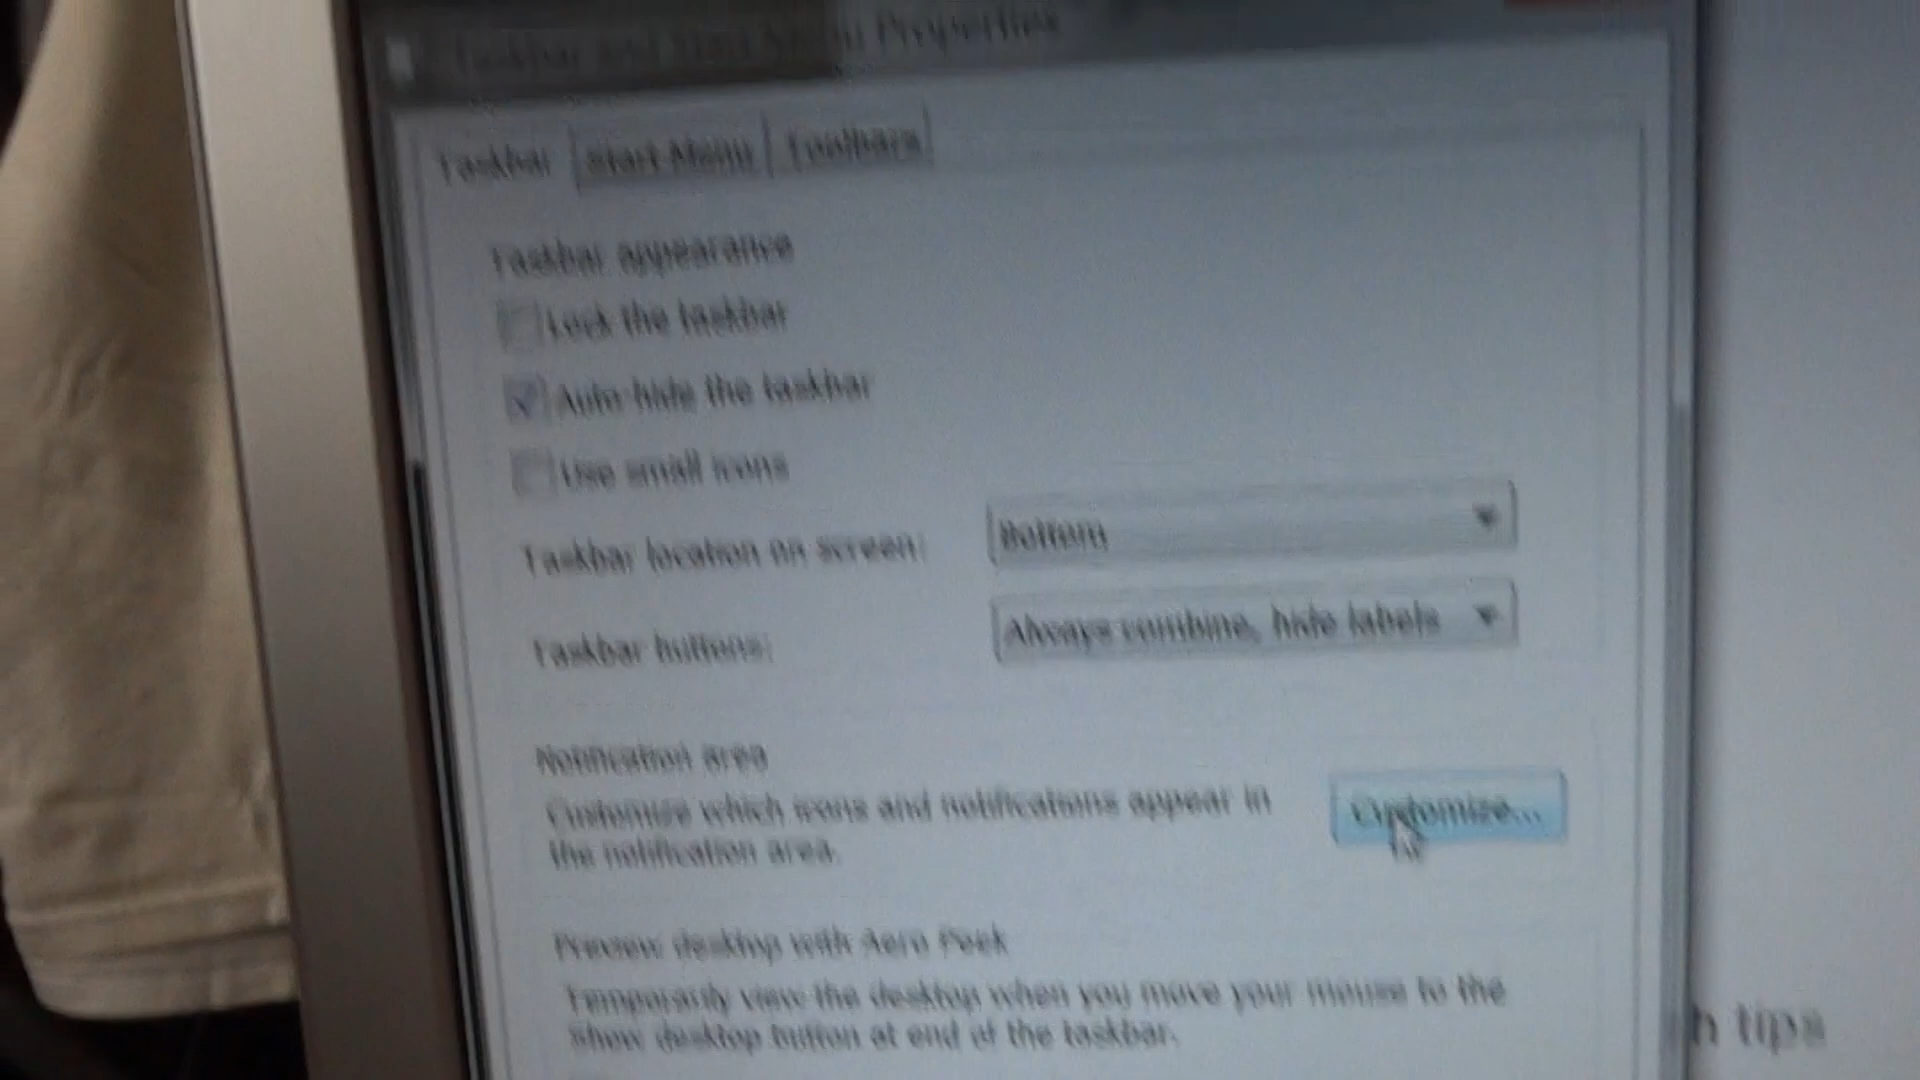 Taskbar and Start Menu Properties
Taskbar Start Menu Toolbars
Taskbar appearance
Lock the taskbar
Auto-hide the taskbar
Use small icons
Taskbar location on screen: Bottom
Taskbar buttons: Always combine, hide labels
Notification area
Customize which icons and notifications appear in
the notification area.
Customize...
Preview desktop with Aero Peek
Temporarily view the desktop when you move your mouse to the
Show desktop button at end of the taskbar.
h tips